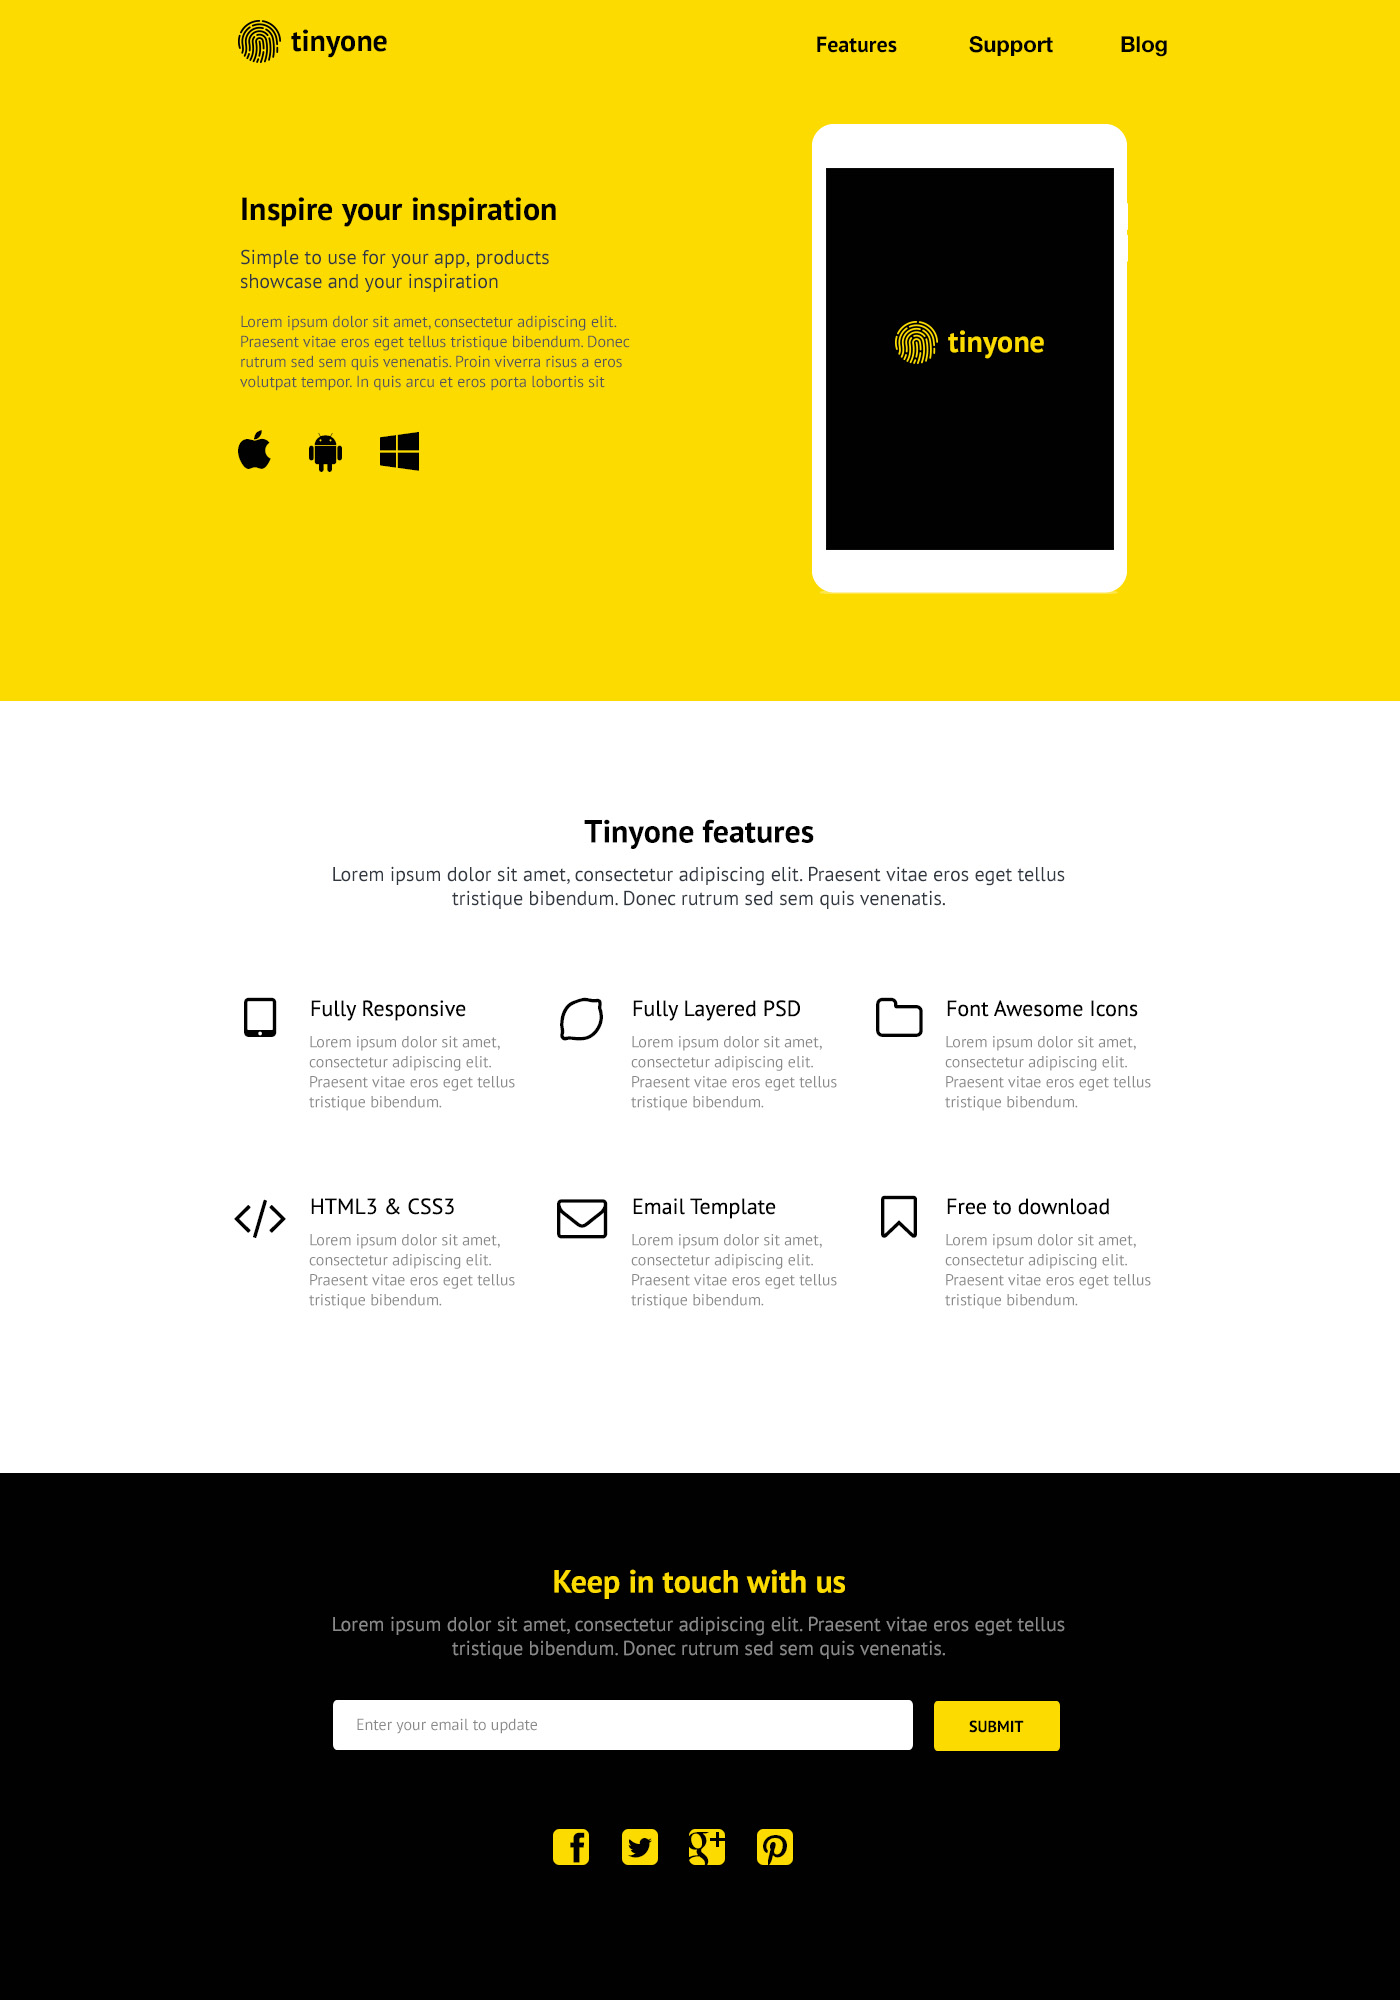 tinyone
Features
Support
Blog
Inspire your inspiration
Simple to use for your app, products
showcase and your inspiration
Lorem ipsum dolor sit amet, consectetur adipiscing elit.
Praesent vitae eros eget tellus tristique bibendum. Donec
rutrum sed sem quis venenatis. Proin viverra risus a eros
volutpat tempor. In quis arcu et eros porta lobortis sit
tinyone
Tinyone features
Lorem ipsum dolor sit amet, consectetur adipiscing elit. Praesent vitae eros eget tellus
tristique bibendum. Donec rutrum sed sem quis venenatis.
Fully Responsive
Lorem ipsum dolor sit amet,
consectetur adipiscing elit.
Praesent vitae eros eget tellus
tristique bibendum.
Fully Layered PSD
Lorem ipsum dolor sit amet,
consectetur adipiscing elit.
Praesent vitae eros eget tellus
tristique bibendum.
Font Awesome Icons
Lorem ipsum dolor sit amet,
consectetur adipiscing elit.
Praesent vitae eros eget tellus
tristique bibendum.
HTML3 & CSS3
Lorem ipsum dolor sit amet,
consectetur adipiscing elit.
Praesent vitae eros eget tellus
tristique bibendum.
Email Template
Lorem ipsum dolor sit amet,
consectetur adipiscing elit.
Praesent vitae eros eget tellus
tristique bibendum.
Free to download
Lorem ipsum dolor sit amet,
consectetur adipiscing elit.
Praesent vitae eros eget tellus
tristique bibendum.
Keep in touch with us
Lorem ipsum dolor sit amet, consectetur adipiscing elit. Praesent vitae eros eget tellus
tristique bibendum. Donec rutrum sed sem quis venenatis.
Enter your email to update
SUBMIT